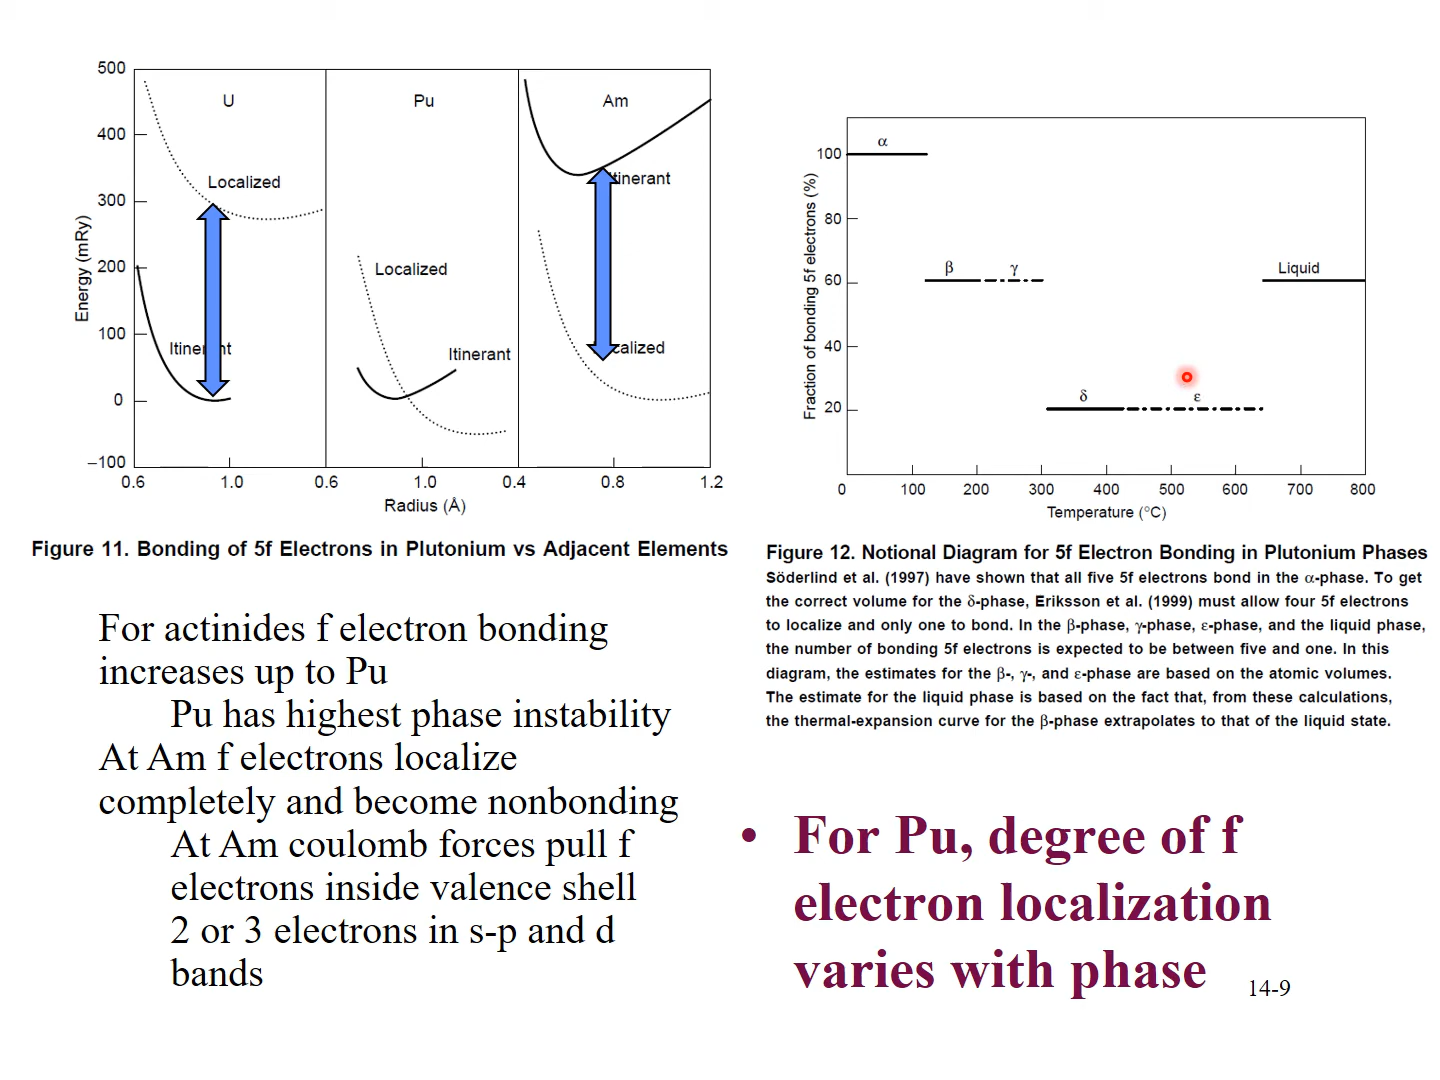 500
400
300
200
100
0
–100
Energy (mRy)
U
Localized
Itinerant
Pu
Localized
Itinerant
Am
Itinerant
Localized
0.6
1.0
0.6
1.0
0.4
0.8
1.2
Radius (Å)
Figure 11. Bonding of 5f Electrons in Plutonium vs Adjacent Elements
For actinides f electron bonding
increases up to Pu
Pu has highest phase instability
At Am f electrons localize
completely and become nonbonding
At Am coulomb forces pull f
electrons inside valence shell
2 or 3 electrons in s-p and d
bands
100
80
60
40
20
Fraction of bonding 5f electrons (%)
α
β
γ
δ
ε
Liquid
0
100
200
300
400
500
600
700
800
Temperature (°C)
Figure 12. Notional Diagram for 5f Electron Bonding in Plutonium Phases
Söderlind et al. (1997) have shown that all five 5f electrons bond in the α-phase. To get
the correct volume for the δ-phase, Eriksson et al. (1999) must allow four 5f electrons
to localize and only one to bond. In the β-phase, γ-phase, ε-phase, and the liquid phase,
the number of bonding 5f electrons is expected to be between five and one. In this
diagram, the estimates for the β-, γ-, and ε-phase are based on the atomic volumes.
The estimate for the liquid phase is based on the fact that, from these calculations,
the thermal-expansion curve for the β-phase extrapolates to that of the liquid state.
• For Pu, degree of f
electron localization
varies with phase
14-9